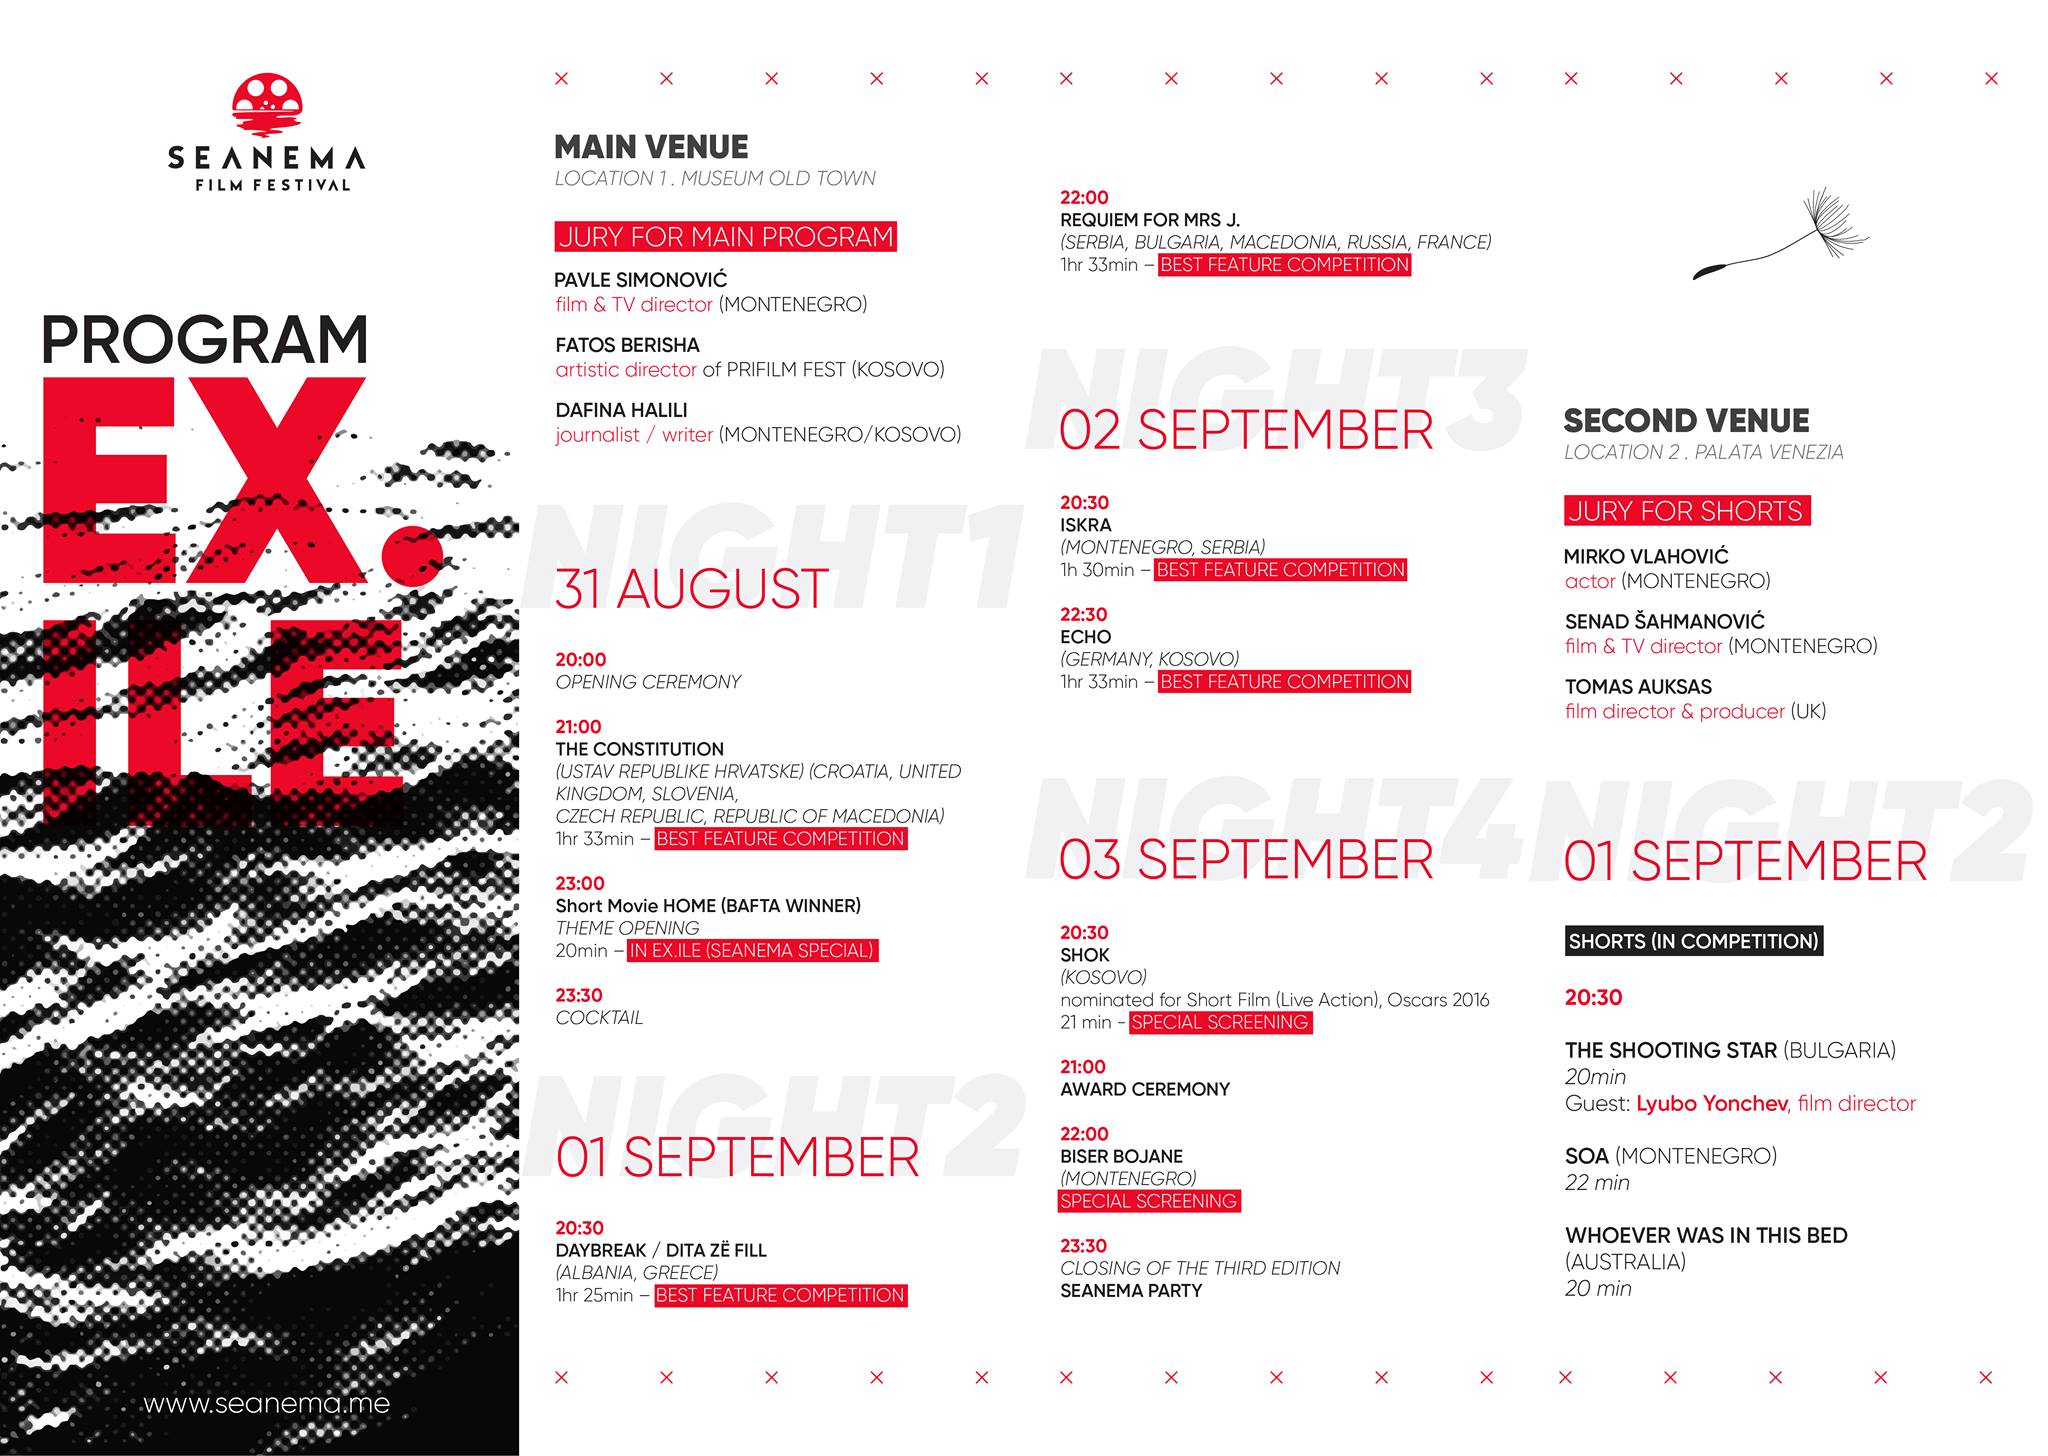 SEANEMA
FILM FESTIVAL
PROGRAM
EX.
ILE
www.seanema.me
MAIN VENUE
LOCATION 1 . MUSEUM OLD TOWN
JURY FOR MAIN PROGRAM
PAVLE SIMONOVIĆ
film & TV director (MONTENEGRO)
FATOS BERISHA
artistic director of PRIFILM FEST (KOSOVO)
DAFINA HALILI
journalist / writer (MONTENEGRO/KOSOVO)
NIGHT1
31 AUGUST
20:00
OPENING CEREMONY
21:00
THE CONSTITUTION
(USTAV REPUBLIKE HRVATSKE) (CROATIA, UNITED
KINGDOM, SLOVENIA,
CZECH REPUBLIC, REPUBLIC OF MACEDONIA)
1hr 33min – BEST FEATURE COMPETITION
23:00
Short Movie HOME (BAFTA WINNER)
THEME OPENING
20min – IN EX.ILE (SEANEMA SPECIAL)
23:30
COCKTAIL
NIGHT2
01 SEPTEMBER
20:30
DAYBREAK / DITA ZË FILL
(ALBANIA, GREECE)
1hr 25min – BEST FEATURE COMPETITION
22:00
REQUIEM FOR MRS J.
(SERBIA, BULGARIA, MACEDONIA, RUSSIA, FRANCE)
1hr 33min – BEST FEATURE COMPETITION
NIGHT3
02 SEPTEMBER
20:30
ISKRA
(MONTENEGRO, SERBIA)
1h 30min – BEST FEATURE COMPETITION
22:30
ECHO
(GERMANY, KOSOVO)
1hr 33min – BEST FEATURE COMPETITION
NIGHT4
03 SEPTEMBER
20:30
SHOK
(KOSOVO)
nominated for Short Film (Live Action), Oscars 2016
21 min - SPECIAL SCREENING
21:00
AWARD CEREMONY
22:00
BISER BOJANE
(MONTENEGRO)
SPECIAL SCREENING
23:30
CLOSING OF THE THIRD EDITION
SEANEMA PARTY
SECOND VENUE
LOCATION 2 . PALATA VENEZIA
JURY FOR SHORTS
MIRKO VLAHOVIĆ
actor (MONTENEGRO)
SENAD ŠAHMANOVIĆ
film & TV director (MONTENEGRO)
TOMAS AUKSAS
film director & producer (UK)
NIGHT2
01 SEPTEMBER
SHORTS (IN COMPETITION)
20:30
THE SHOOTING STAR (BULGARIA)
20min
Guest: Lyubo Yonchev, film director
SOA (MONTENEGRO)
22 min
WHOEVER WAS IN THIS BED
(AUSTRALIA)
20 min